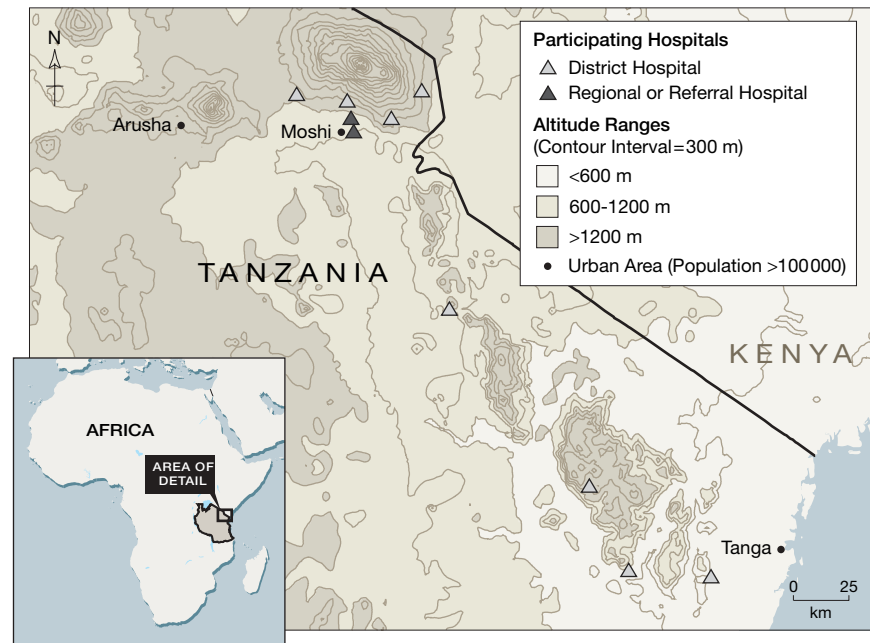 N
Arusha
Moshi
TANZANIA
KENYA
Tanga
0 25
km
Participating Hospitals
District Hospital
Regional or Referral Hospital
Altitude Ranges
(Contour Interval=300 m)
<600 m
600-1200 m
>1200 m
Urban Area (Population >100000)
AFRICA
AREA OF
DETAIL